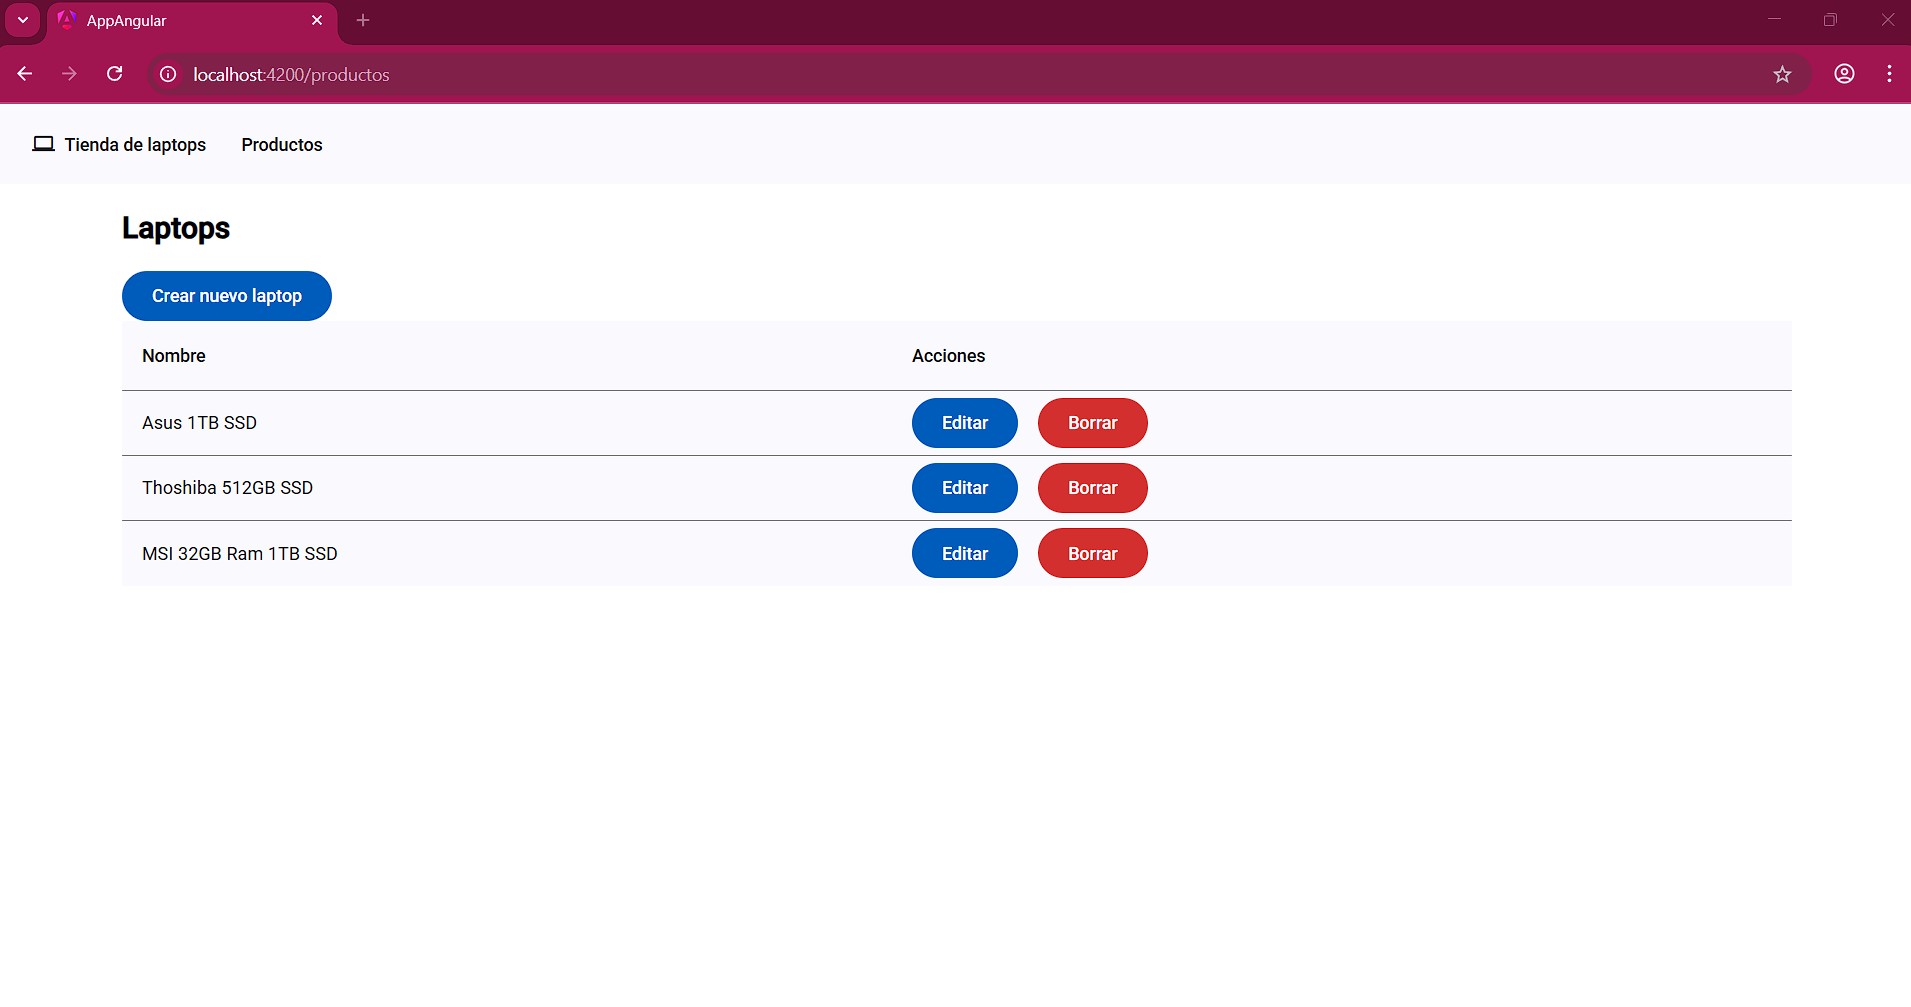 AppAngular
localhost:4200/productos
Tienda de laptops Productos
Laptops
Crear nuevo laptop
Nombre Acciones
Asus 1TB SSD Editar Borrar
Thoshiba 512GB SSD Editar Borrar
MSI 32GB Ram 1TB SSD Editar Borrar